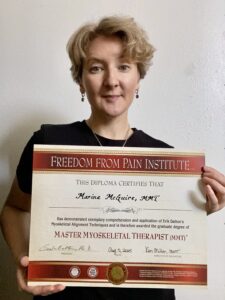 FREEDOM FROM PAIN INSTITUTE
THIS DIPLOMA CERTIFIES THAT
Marina McGuire, MMT
has demonstrated exemplary comprehension and application of Erik Dalton's
Myoskeletal Alignment Techniques and is therefore awarded the graduate degree of
MASTER MYOSKELETAL THERAPIST (MMT)